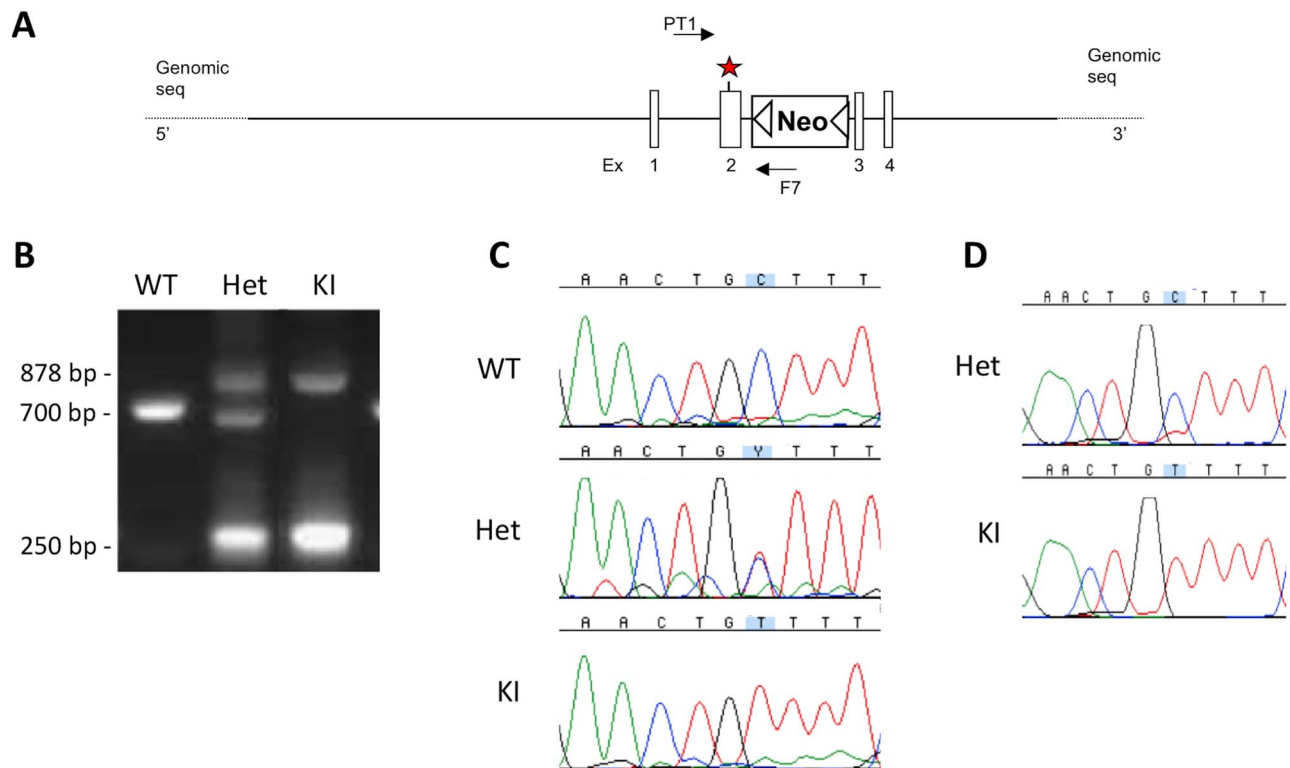 A
PT1
Genomic
seq
Genomic
seq
Neo
5’
3’
Ex 1 2 3 4
F7
B
WT Het KI
878 bp -
700 bp -
250 bp -
C
A A C T G C T T T
WT
A A C T G Y T T T
Het
A A C T G T T T T
KI
D
A A C T G C T T T
Het
A A C T G T T T T
KI